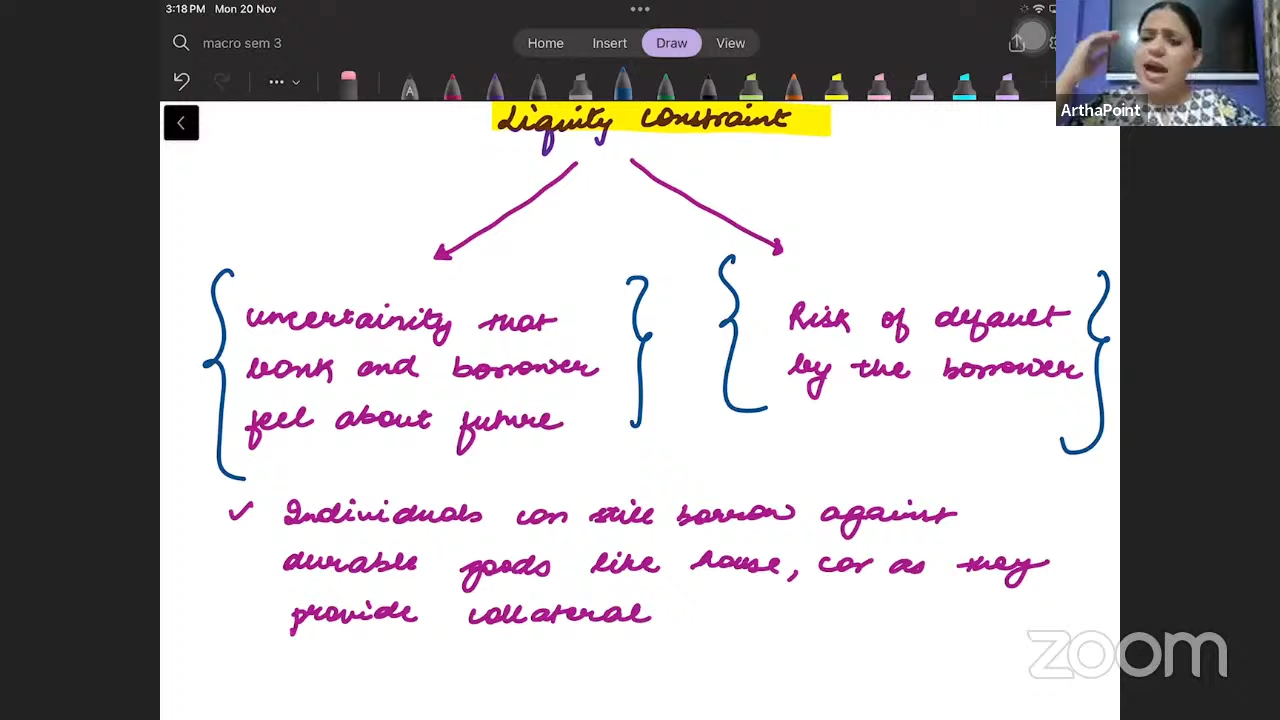 3:18 PM Mon 20 Nov
macro sem 3
Home Insert Draw View
A
ArthaPoint
Liquity constraint
uncertainity that
bank and borrower
feel about future
Risk of default
by the borrower
✓ Individuals can still borrow against
durable goods like house, car as they
provide collateral
zoom